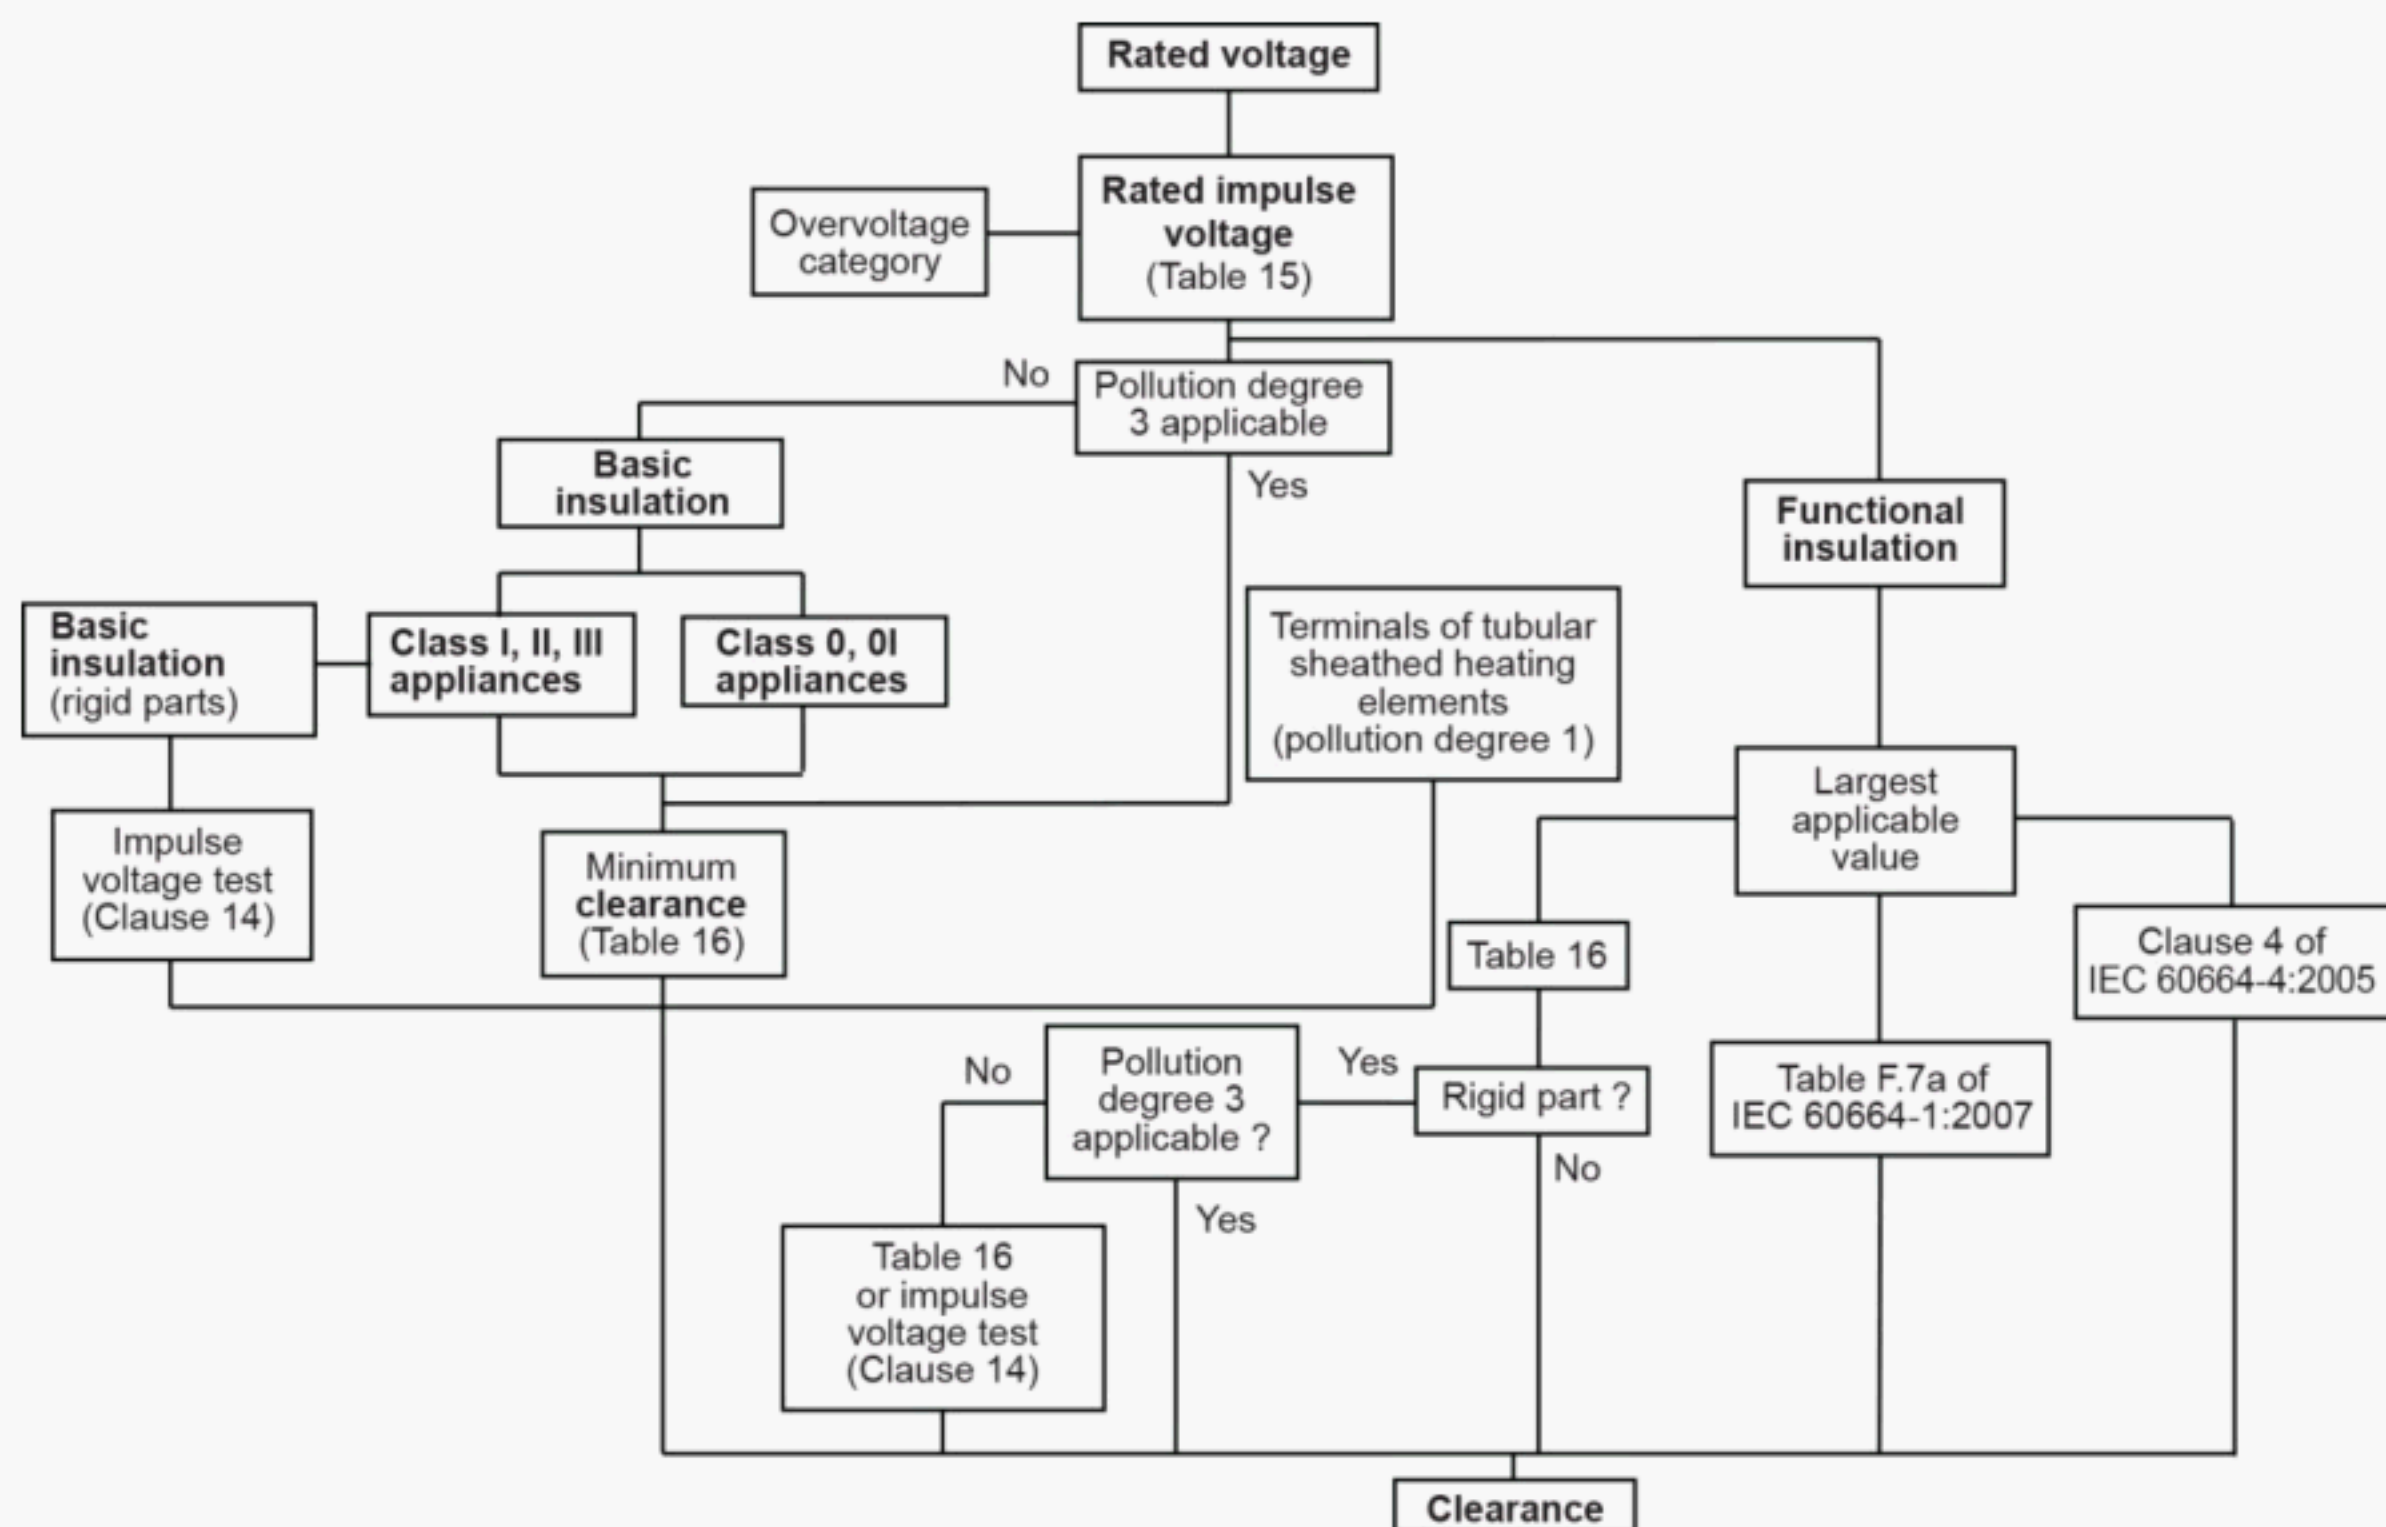 Rated voltage
Rated impulse
voltage
(Table 15)
Overvoltage
category
No
Pollution degree
3 applicable
Yes
Basic
insulation
Functional
insulation
Basic
insulation
(rigid parts)
Class I, II, III
appliances
Class 0, 0I
appliances
Terminals of tubular
sheathed heating
elements
(pollution degree 1)
Largest
applicable
value
Impulse
voltage test
(Clause 14)
Minimum
clearance
(Table 16)
Table 16
Clause 4 of
IEC 60664-4:2005
No
Pollution
degree 3
applicable ?
Yes
Rigid part ?
Table F.7a of
IEC 60664-1:2007
No
Yes
Table 16
or impulse
voltage test
(Clause 14)
Clearance